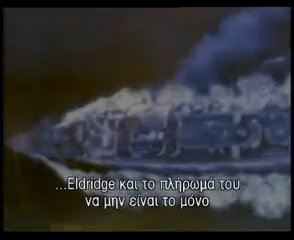 ...Eldridge και το πλήρωμά του
να μην είναι το μόνο